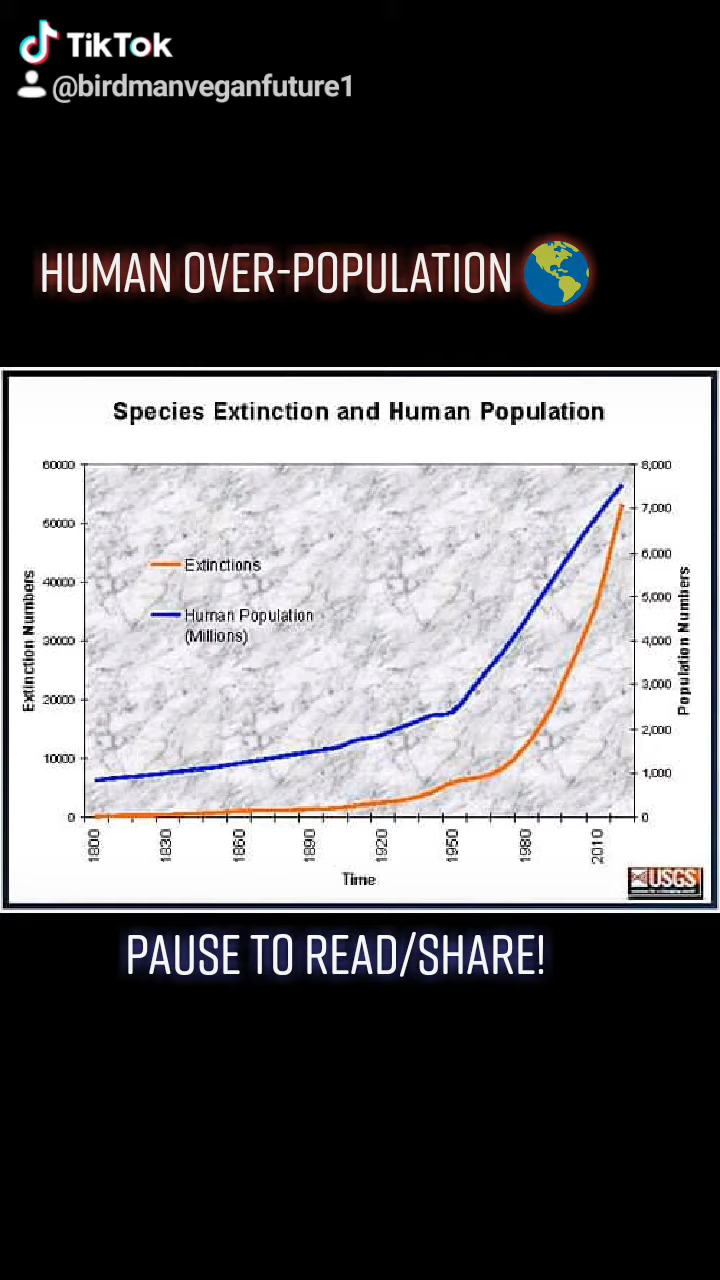 TikTok
@birdmanveganfuture1
HUMAN OVER-POPULATION
Species Extinction and Human Population
60000
60000
40000
30000
20000
10000
0
Extinction Numbers
Extinctions
Human Population
(Millions)
8,000
7,000
6,000
5,000
4,000
3,000
2,000
1,000
0
Population Numbers
1800
1830
1860
1890
1920
1950
1980
2010
Time
USGS
PAUSE TO READ/SHARE!